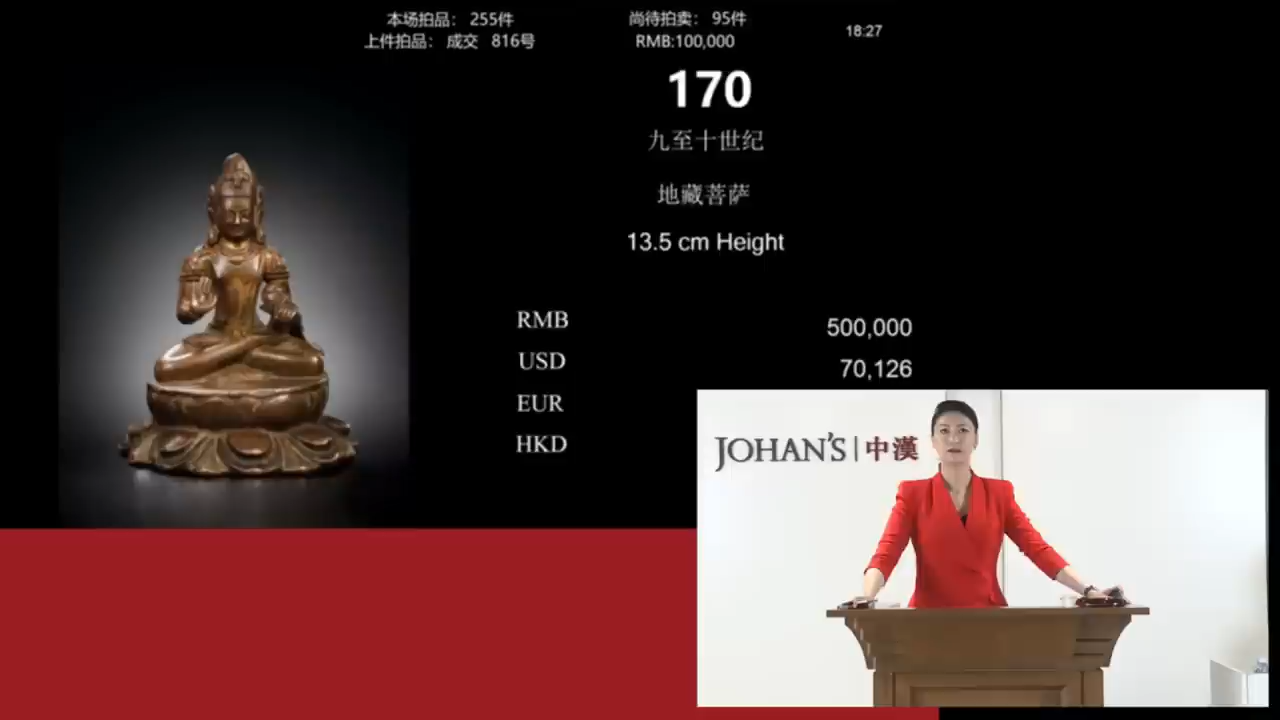 本场拍品： 255件
上件拍品： 成交 816号
尚待拍卖： 95件
RMB:100,000
18:27
170
九至十世纪
地藏菩萨
13.5 cm Height
RMB 500,000
USD 70,126
EUR
HKD
JOHAN'S|中漢